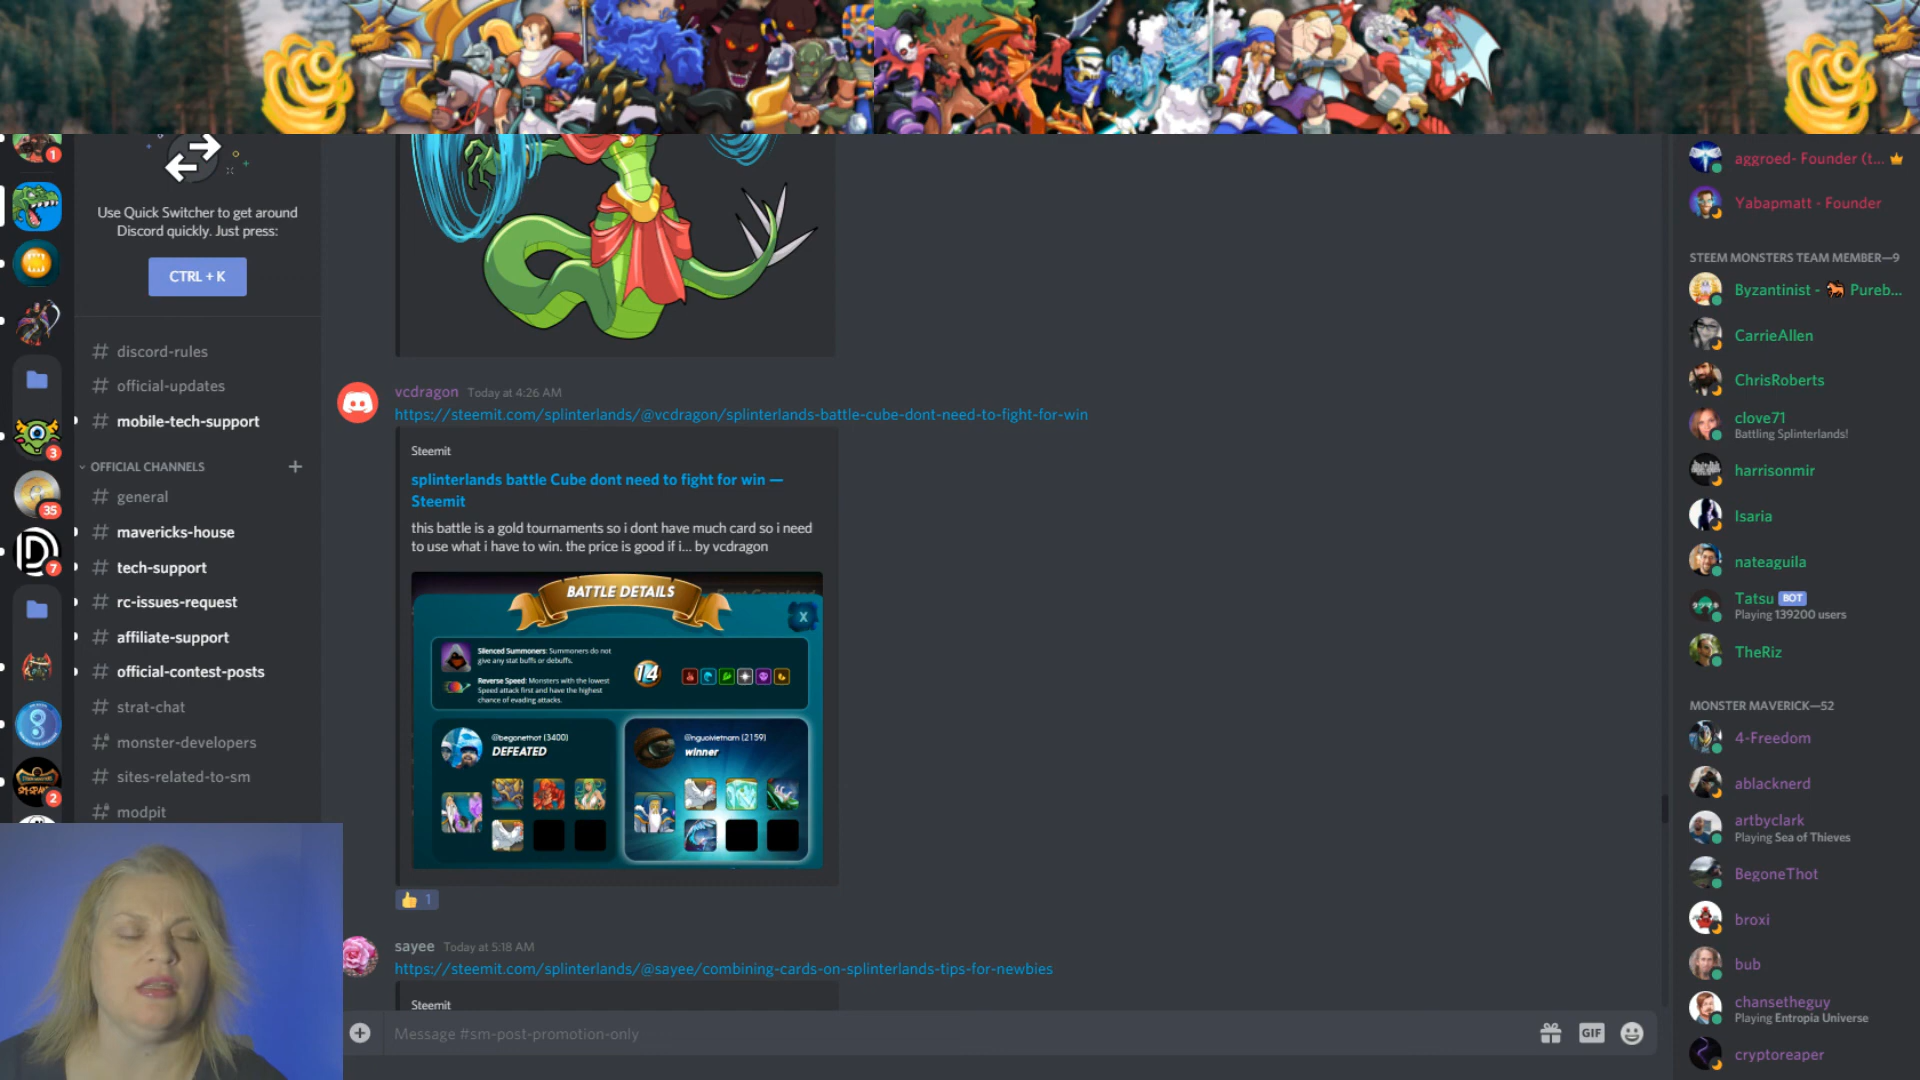 1
Use Quick Switcher to get around
Discord quickly. Just press:
CTRL + K
# discord-rules
# official-updates
# mobile-tech-support
OFFICIAL CHANNELS +
# general
# mavericks-house
# tech-support
# rc-issues-request
# affiliate-support
# official-contest-posts
# strat-chat
# monster-developers
# sites-related-to-sm
# modpit
3
35
7
2
vcdragon Today at 4:26 AM
https://steemit.com/splinterlands/@vcdragon/splinterlands-battle-cube-dont-need-to-fight-for-win
Steemit
splinterlands battle Cube dont need to fight for win —
Steemit
this battle is a gold tournaments so i dont have much card so i need
to use what i have to win. the price is good if i... by vcdragon
BATTLE DETAILS
X
Silenced Summoners: Summoners do not
give any stat buffs or debuffs.
Reverse Speed: Monsters with the lowest
Speed attack first and have the highest
chance of evading attacks.
14
@begonethot (3400)
DEFEATED
@nguoivietnam (2159)
winner
1
sayee Today at 5:18 AM
https://steemit.com/splinterlands/@sayee/combining-cards-on-splinterlands-tips-for-newbies
Steemit
Message #sm-post-promotion-only
GIF
aggroed- Founder (t...
Yabapmatt - Founder
STEEM MONSTERS TEAM MEMBER—9
Byzantinist - Pureb...
CarrieAllen
ChrisRoberts
clove71
Battling Splinterlands!
harrisonmir
Isaria
nateaguila
Tatsu BOT
Playing 139200 users
TheRiz
MONSTER MAVERICK—52
4-Freedom
ablacknerd
artbyclark
Playing Sea of Thieves
BegoneThot
broxi
bub
chansetheguy
Playing Entropia Universe
cryptoreaper